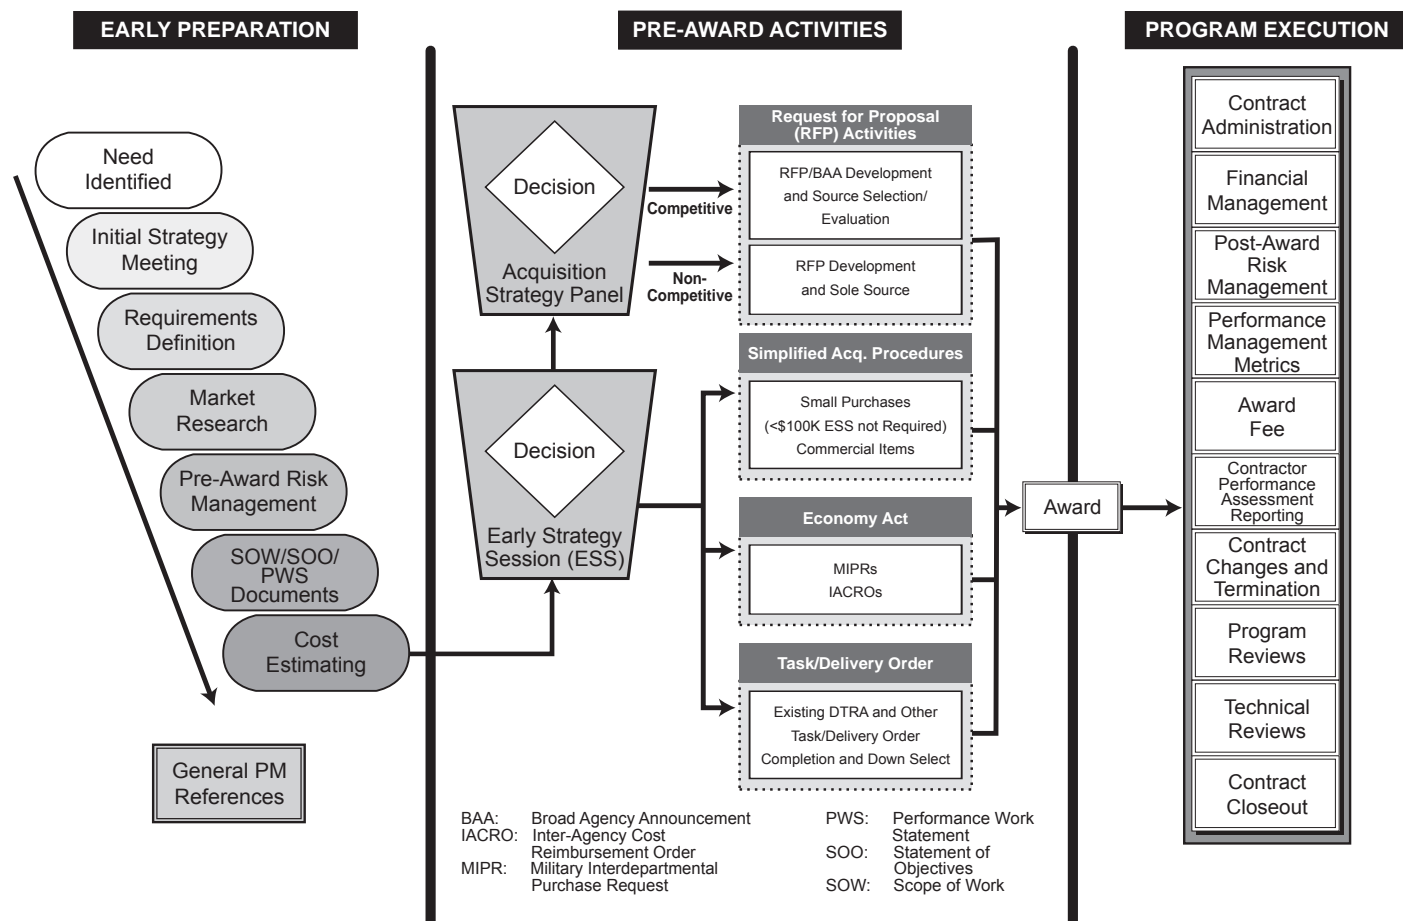 EARLY PREPARATION
PRE-AWARD ACTIVITIES
PROGRAM EXECUTION
Need
Identified
Initial Strategy
Meeting
Requirements
Definition
Market
Research
Pre-Award Risk
Management
SOW/SOO/
PWS
Documents
Cost
Estimating
General PM
References
Decision
Acquisition
Strategy Panel
Competitive
Non-
Competitive
Decision
Early Strategy
Session (ESS)
Request for Proposal
(RFP) Activities
RFP/BAA Development
and Source Selection/
Evaluation
RFP Development
and Sole Source
Simplified Acq. Procedures
Small Purchases
(<$100K ESS not Required)
Commercial Items
Economy Act
MIPRs
IACROs
Task/Delivery Order
Existing DTRA and Other
Task/Delivery Order
Completion and Down Select
Award
BAA: Broad Agency Announcement
IACRO: Inter-Agency Cost
Reimbursement Order
MIPR: Military Interdepartmental
Purchase Request
PWS: Performance Work
Statement
SOO: Statement of
Objectives
SOW: Scope of Work
Contract
Administration
Financial
Management
Post-Award
Risk
Management
Performance
Management
Metrics
Award
Fee
Contractor
Performance
Assessment
Reporting
Contract
Changes and
Termination
Program
Reviews
Technical
Reviews
Contract
Closeout